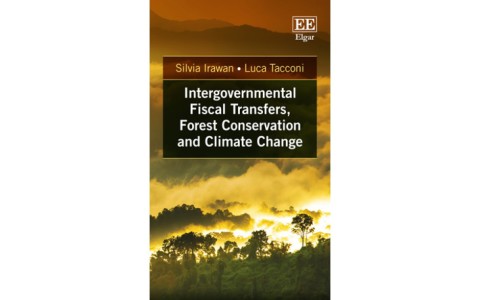 EE
Elgar
Silvia Irawan • Luca Tacconi
Intergovernmental
Fiscal Transfers,
Forest Conservation
and Climate Change